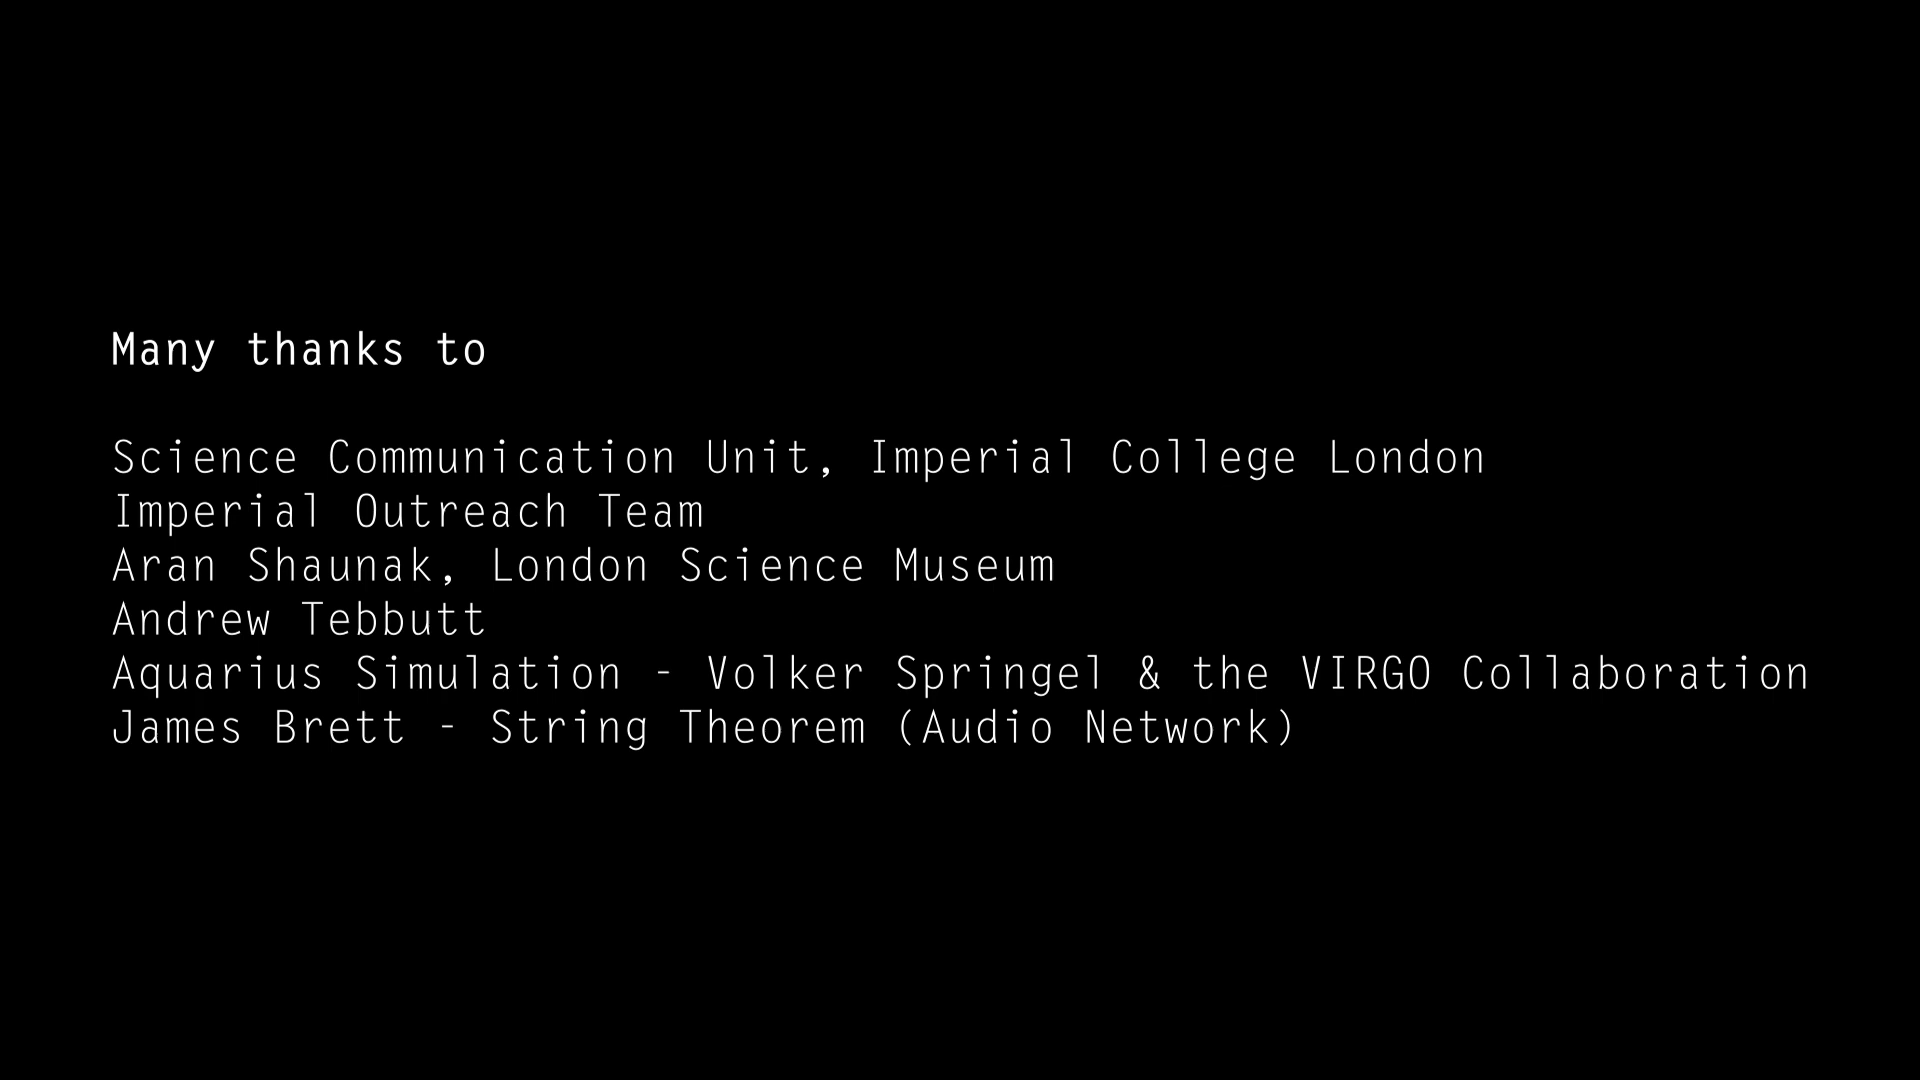 Many thanks to
Science Communication Unit, Imperial College London
Imperial Outreach Team
Aran Shaunak, London Science Museum
Andrew Tebbutt
Aquarius Simulation - Volker Springel & the VIRGO Collaboration
James Brett - String Theorem (Audio Network)